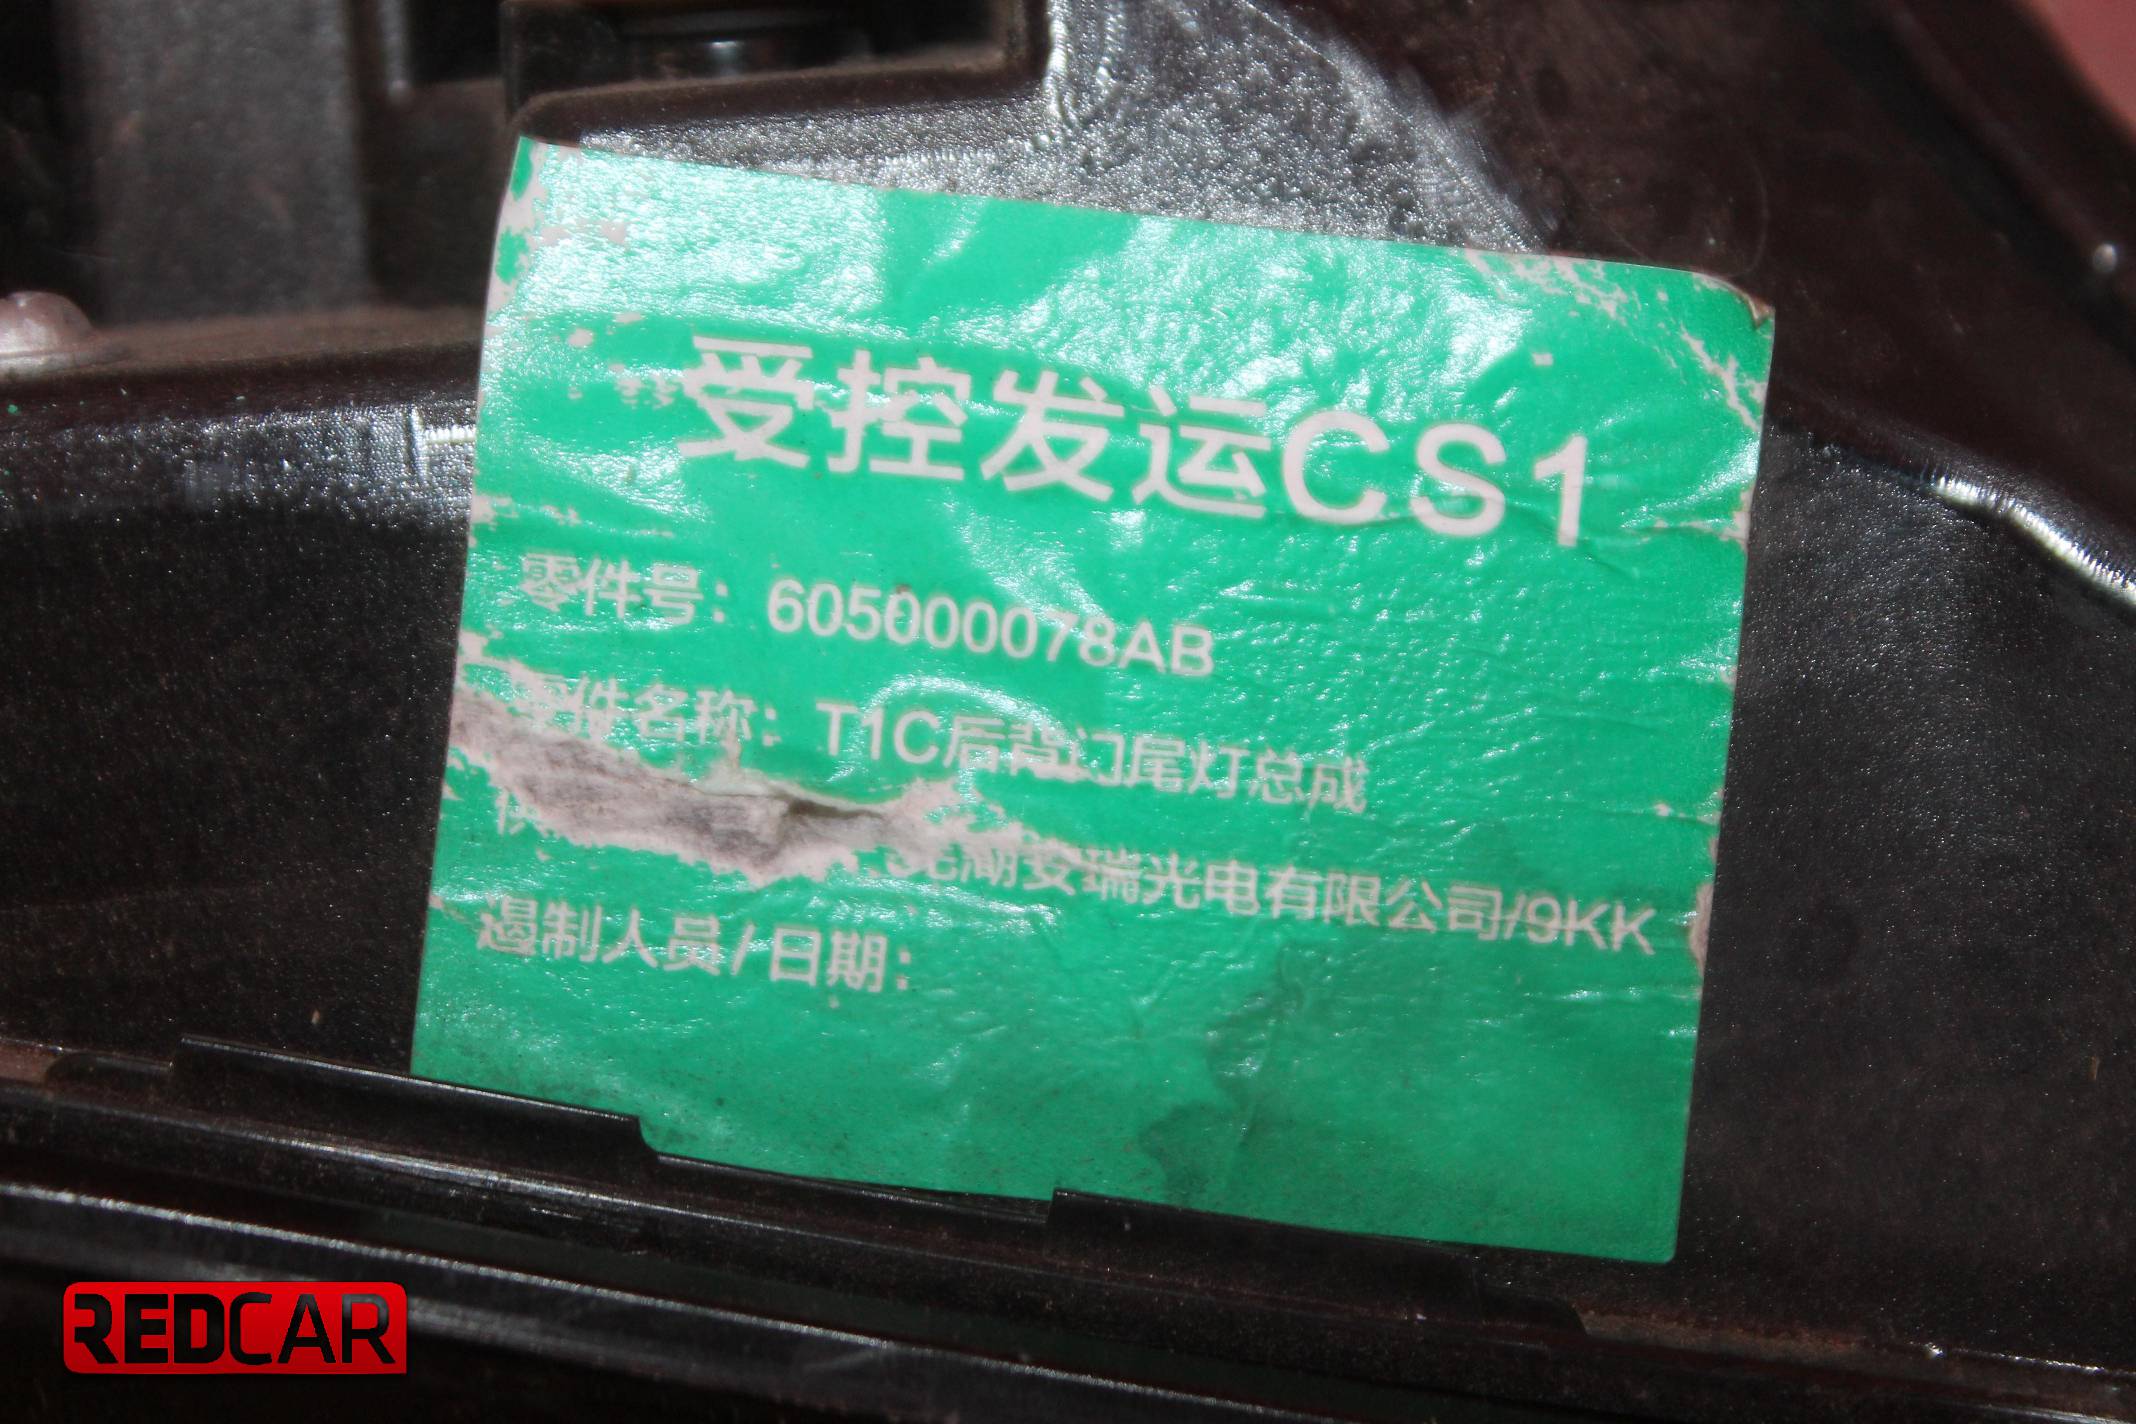 受控发运CS1
零件号：605000078AB
零件名称：T1C后背门尾灯总成
芜湖安瑞光电有限公司/9KK
遏制人员/日期：
REDCAR